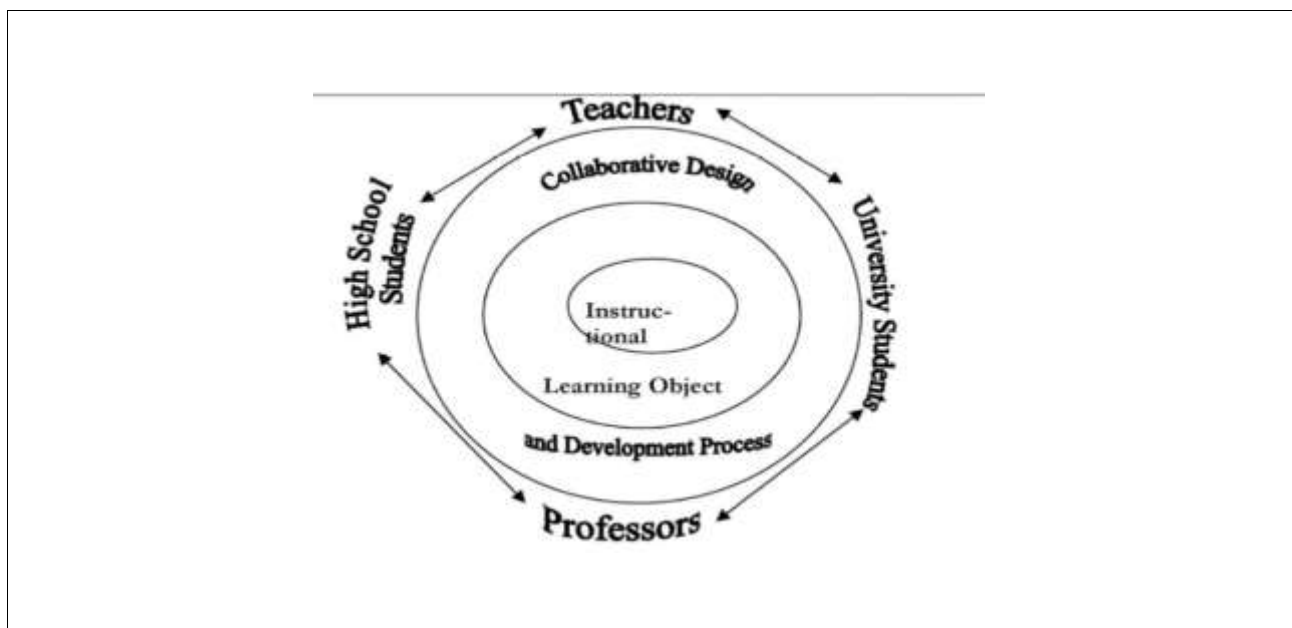 Teachers
Collaborative Design
High School
Students
University Students
Instruc-
tional
Learning Object
and Development Process
Professors